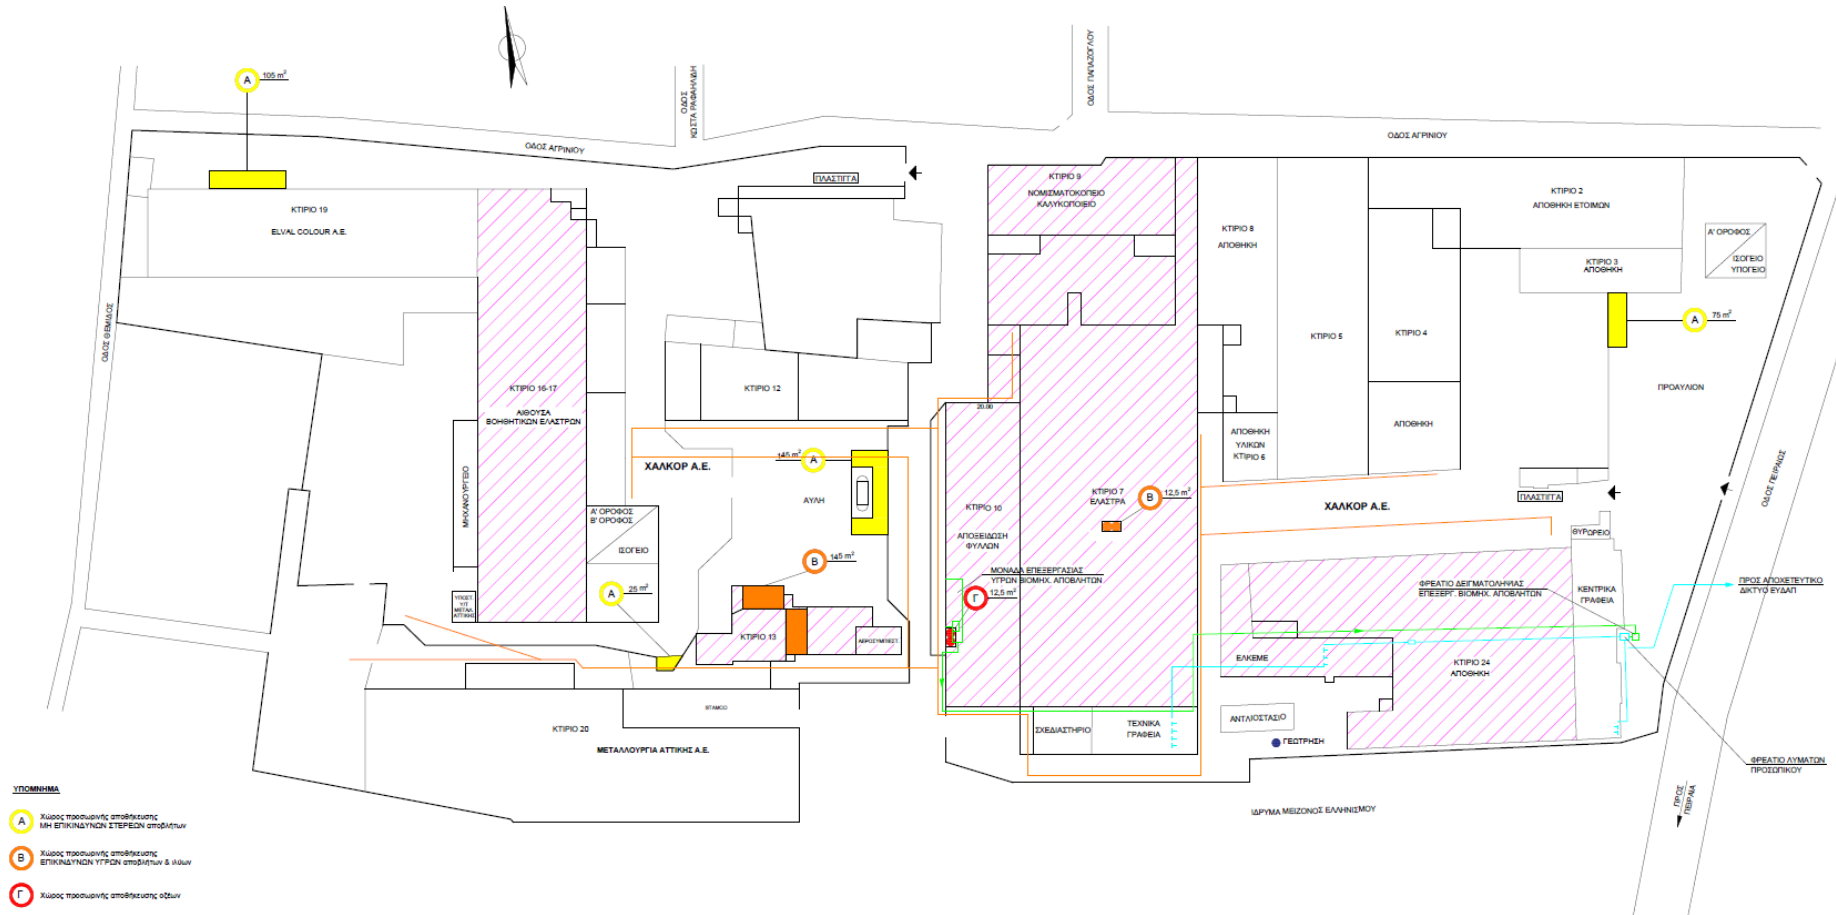 Α 105 m²
ΟΔΟΣ ΑΓΡΙΝΙΟΥ
ΟΔΟΣ
ΚΩΣΤΑ ΡΑΦΑΗΛΙΔΗ
ΟΔΟΣ ΠΑΠΑΖΟΓΛΟΥ
ΟΔΟΣ ΑΓΡΙΝΙΟΥ
ΠΛΑΣΤΙΓΓΑ
ΚΤΙΡΙΟ 19
ELVAL COLOUR Α.Ε.
ΟΔΟΣ ΘΕΜΙΔΟΣ
ΚΤΙΡΙΟ 9
ΝΟΜΙΣΜΑΤΟΚΟΠΕΙΟ
ΚΑΛΥΚΟΠΟΙΕΙΟ
ΚΤΙΡΙΟ 8
ΑΠΟΘΗΚΗ
ΚΤΙΡΙΟ 2
ΑΠΟΘΗΚΗ ΕΤΟΙΜΩΝ
ΚΤΙΡΙΟ 3
ΑΠΟΘΗΚΗ
Α' ΟΡΟΦΟΣ
ΙΣΟΓΕΙΟ
ΥΠΟΓΕΙΟ
Α 75 m²
ΚΤΙΡΙΟ 5
ΚΤΙΡΙΟ 4
ΠΡΟΑΥΛΙΟΝ
ΚΤΙΡΙΟ 16-17
ΑΙΘΟΥΣΑ
ΒΟΗΘΗΤΙΚΩΝ ΕΛΑΣΤΡΩΝ
ΚΤΙΡΙΟ 12
20.00
ΑΠΟΘΗΚΗ
ΥΛΙΚΩΝ
ΚΤΙΡΙΟ 6
ΑΠΟΘΗΚΗ
ΜΗΧΑΝΟΥΡΓΕΙΟ
ΧΑΛΚΟΡ Α.Ε.
145 m² Α
ΑΥΛΗ
ΚΤΙΡΙΟ 7
ΕΛΑΣΤΡΑ
Β 12,5 m²
ΚΤΙΡΙΟ 10
ΑΠΟΞΕΙΔΩΣΗ
ΦΥΛΛΩΝ
ΧΑΛΚΟΡ Α.Ε.
ΠΛΑΣΤΙΓΓΑ
ΟΔΟΣ ΠΕΙΡΑΙΩΣ
ΘΥΡΩΡΕΙΟ
Α' ΟΡΟΦΟΣ
Β' ΟΡΟΦΟΣ
ΙΣΟΓΕΙΟ
Β 145 m²
Α 25 m²
ΜΟΝΑΔΑ ΕΠΕΞΕΡΓΑΣΙΑΣ
ΥΓΡΩΝ ΒΙΟΜΗΧ. ΑΠΟΒΛΗΤΩΝ
Γ 12,5 m²
ΦΡΕΑΤΙΟ ΔΕΙΓΜΑΤΟΛΗΨΙΑΣ
ΕΠΕΞΕΡΓ. ΒΙΟΜΗΧ. ΑΠΟΒΛΗΤΩΝ
ΚΕΝΤΡΙΚΑ
ΓΡΑΦΕΙΑ
ΠΡΟΣ ΑΠΟΧΕΤΕΥΤΙΚΟ
ΔΙΚΤΥΟ ΕΥΔΑΠ
ΥΠΟΣΤ.
Υ/Τ
ΜΕΤΑΛ.
ΑΤΤΙΚΗΣ
ΚΤΙΡΙΟ 13
ΑΕΡΟΣΥΜΠΙΕΣΤ.
ΕΛΚΕΜΕ
ΚΤΙΡΙΟ 24
ΑΠΟΘΗΚΗ
ΚΤΙΡΙΟ 20
STAMCO
ΜΕΤΑΛΛΟΥΡΓΙΑ ΑΤΤΙΚΗΣ Α.Ε.
ΣΧΕΔΙΑΣΤΗΡΙΟ
ΤΕΧΝΙΚΑ
ΓΡΑΦΕΙΑ
ΑΝΤΛΙΟΣΤΑΣΙΟ
ΓΕΩΤΡΗΣΗ
ΦΡΕΑΤΙΟ ΛΥΜΑΤΩΝ
ΠΡΟΣΩΠΙΚΟΥ
ΙΔΡΥΜΑ ΜΕΙΖΟΝΟΣ ΕΛΛΗΝΙΣΜΟΥ
ΠΡΟΣ
ΠΕΙΡΑΙΑ
ΥΠΟΜΝΗΜΑ
Α Χώρος προσωρινής αποθήκευσης
ΜΗ ΕΠΙΚΙΝΔΥΝΩΝ ΣΤΕΡΕΩΝ αποβλήτων
Β Χώρος προσωρινής αποθήκευσης
ΕΠΙΚΙΝΔΥΝΩΝ ΥΓΡΩΝ αποβλήτων & ιλύων
Γ Χώρος προσωρινής αποθήκευσης οξέων